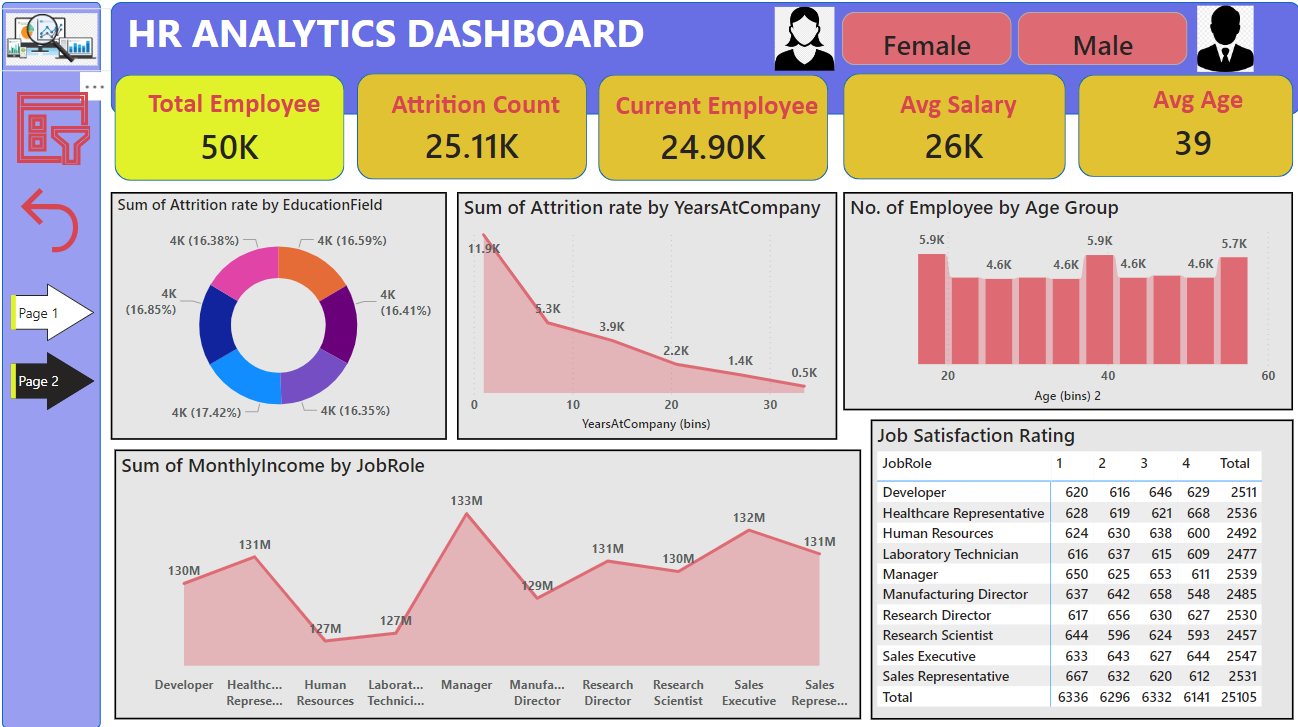 HR ANALYTICS DASHBOARD
Female
Male
Total Employee
50K
Attrition Count
25.11K
Current Employee
24.90K
Avg Salary
26K
Avg Age
39
Page 1
Page 2
Sum of Attrition rate by EducationField
4K (16.38%)
4K (16.59%)
4K
(16.85%)
4K
(16.41%)
4K (17.42%)
4K (16.35%)
Sum of Attrition rate by YearsAtCompany
11.9K
5.3K
3.9K
2.2K
1.4K
0.5K
0 10 20 30
YearsAtCompany (bins)
No. of Employee by Age Group
5.9K
4.6K
4.6K
5.9K
4.6K
4.6K
5.7K
20 40 60
Age (bins) 2
Sum of MonthlyIncome by JobRole
130M
131M
127M
127M
133M
129M
131M
130M
132M
131M
Developer
Healthc...
Represe...
Human
Resources
Laborat...
Technici...
Manager
Manufa...
Director
Research
Director
Research
Scientist
Sales
Executive
Sales
Represe...
Job Satisfaction Rating
JobRole 1 2 3 4 Total
Developer 620 616 646 629 2511
Healthcare Representative 628 619 621 668 2536
Human Resources 624 630 638 600 2492
Laboratory Technician 616 637 615 609 2477
Manager 650 625 653 611 2539
Manufacturing Director 637 642 658 548 2485
Research Director 617 656 630 627 2530
Research Scientist 644 596 624 593 2457
Sales Executive 633 643 627 644 2547
Sales Representative 667 632 620 612 2531
Total 6336 6296 6332 6141 25105